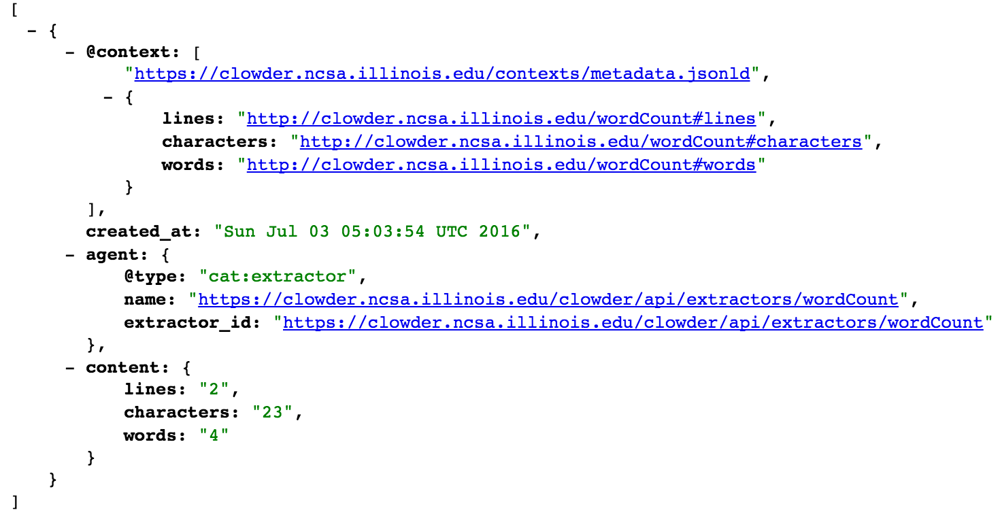 [
- {
- @context: [
"https://clowder.ncsa.illinois.edu/contexts/metadata.jsonld",
- {
lines: "http://clowder.ncsa.illinois.edu/wordCount#lines",
characters: "http://clowder.ncsa.illinois.edu/wordCount#characters",
words: "http://clowder.ncsa.illinois.edu/wordCount#words"
}
],
created_at: "Sun Jul 03 05:03:54 UTC 2016",
- agent: {
@type: "cat:extractor",
name: "https://clowder.ncsa.illinois.edu/clowder/api/extractors/wordCount",
extractor_id: "https://clowder.ncsa.illinois.edu/clowder/api/extractors/wordCount"
},
- content: {
lines: "2",
characters: "23",
words: "4"
}
}
]